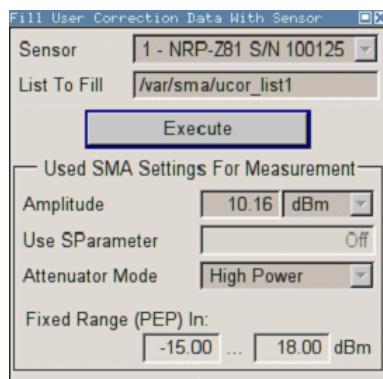 Fill User Correction Data With Sensor
Sensor 1 - NRP-Z81 S/N 100125
List To Fill /var/sma/ucor_list1
Execute
Used SMA Settings For Measurement
Amplitude 10.16 dBm
Use SParameter Off
Attenuator Mode High Power
Fixed Range (PEP) In:
-15.00 ... 18.00 dBm